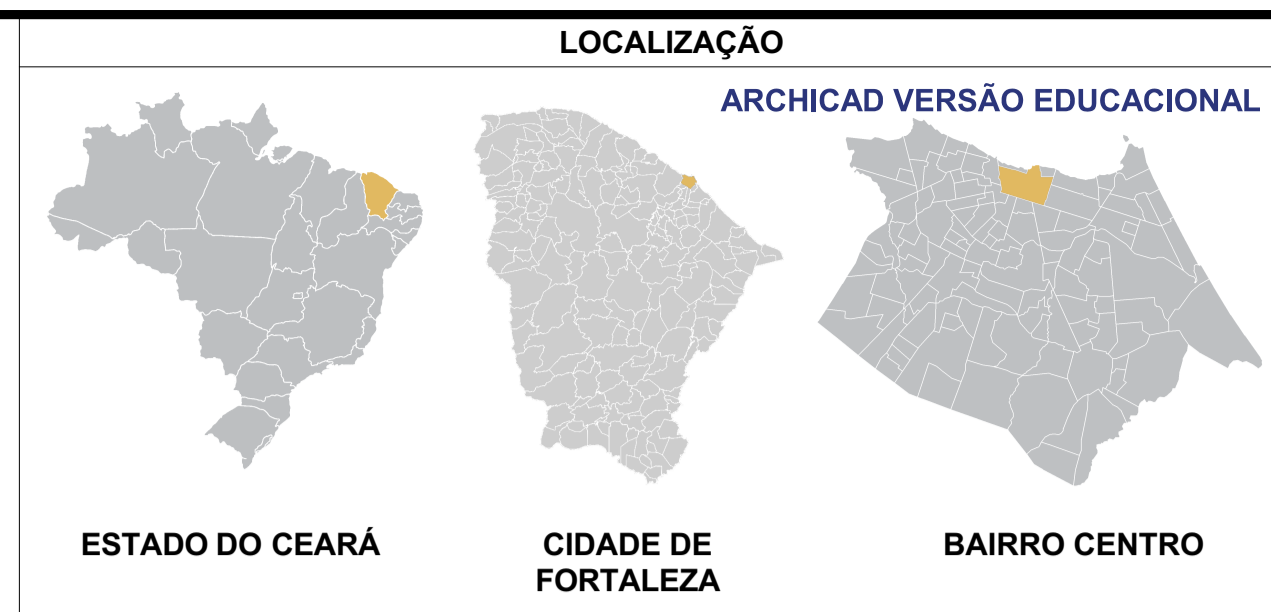 LOCALIZAÇÃO
ARCHICAD VERSÃO EDUCACIONAL
ESTADO DO CEARÁ
CIDADE DE
FORTALEZA
BAIRRO CENTRO